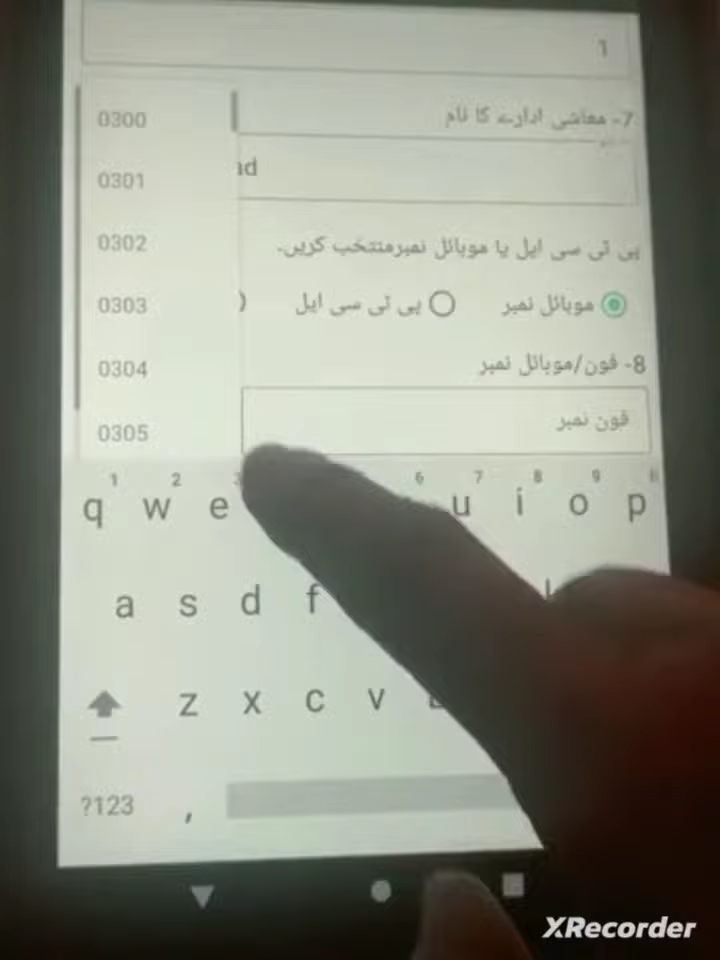 1
7- معاشی ادارے کا نام
ad
پی ٹی سی ایل یا موبائل نمبرمنتخب کریں۔
موبائل نمبر
پی ٹی سی ایل
8- فون/موبائل نمبر
فون نمبر
0300
0301
0302
0303
0304
0305
1 2 3 6 7 8 9
q w e u i o p
a s d f
z x c v
?123 ,
XRecorder